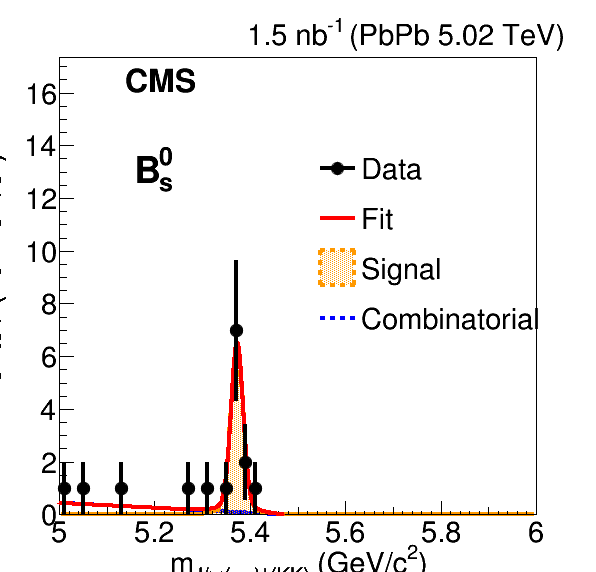 1.5 nb⁻¹ (PbPb 5.02 TeV)
CMS
B⁰ₛ
Data
Fit
Signal
Combinatorial
16
14
12
10
8
6
4
2
0
5 5.2 5.4 5.6 5.8 6
m (GeV/c²)